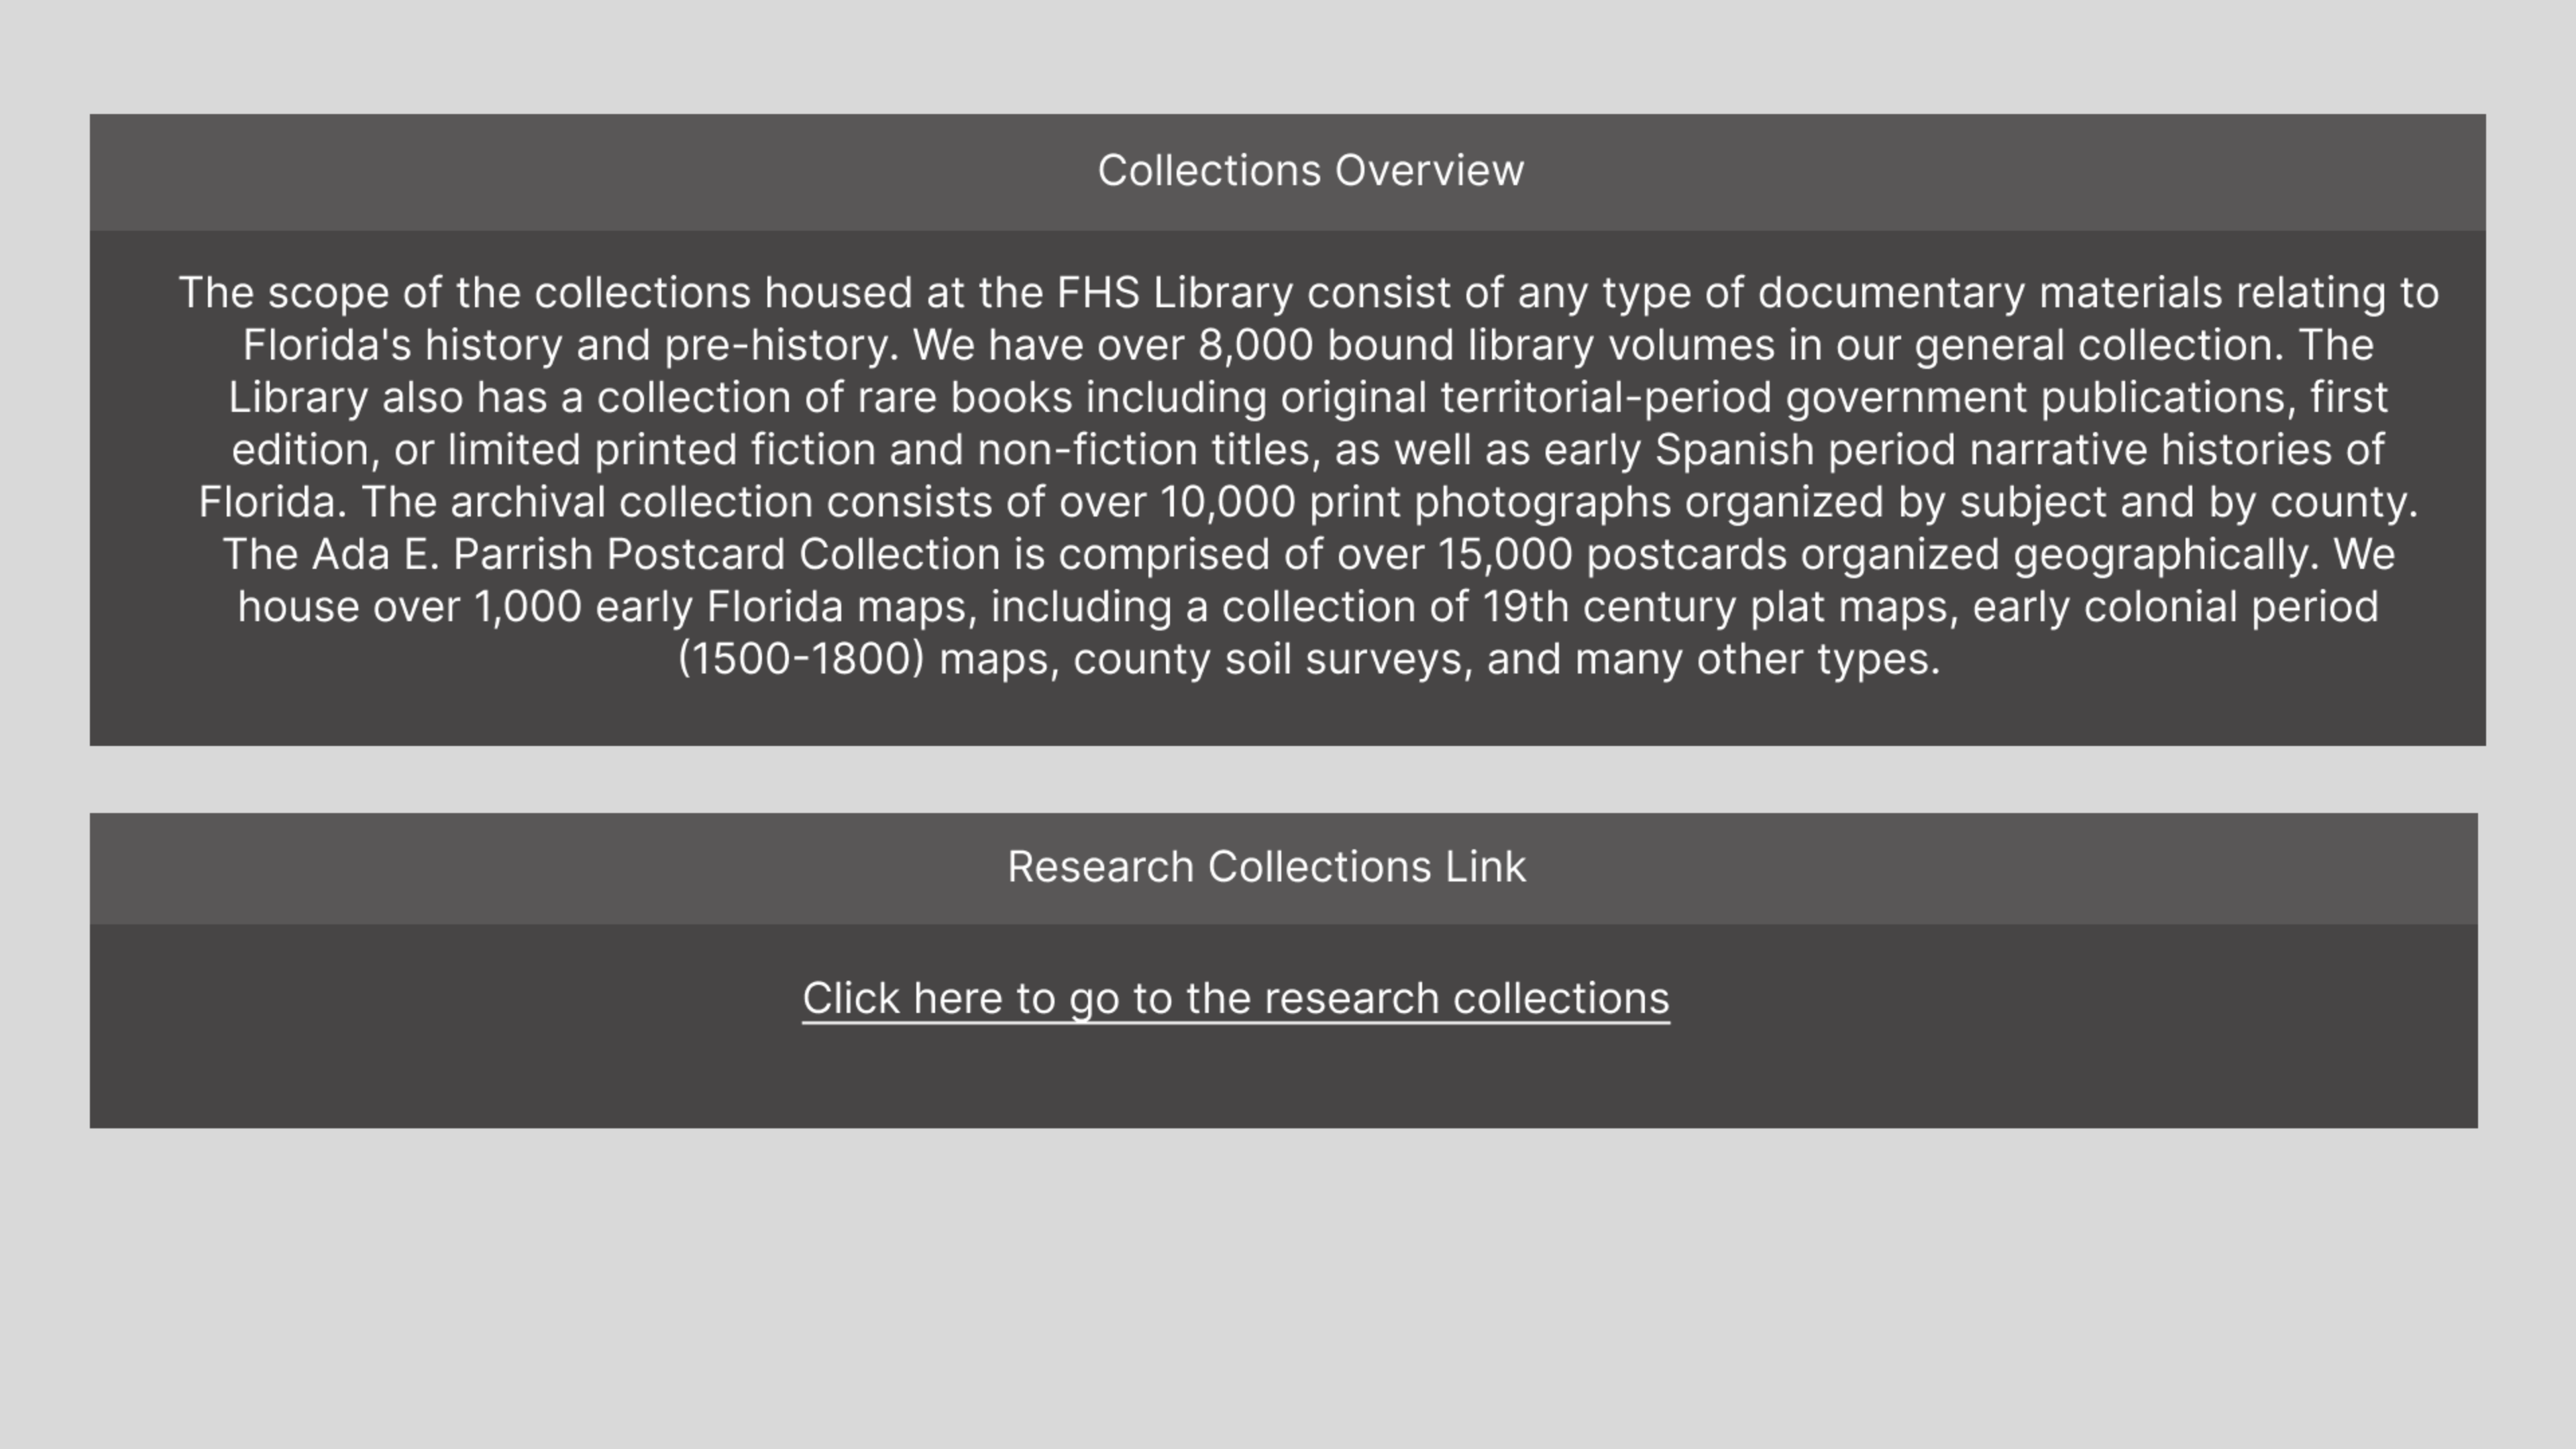 Collections Overview
The scope of the collections housed at the FHS Library consist of any type of documentary materials relating to
Florida's history and pre-history. We have over 8,000 bound library volumes in our general collection. The
Library also has a collection of rare books including original territorial-period government publications, first
edition, or limited printed fiction and non-fiction titles, as well as early Spanish period narrative histories of
Florida. The archival collection consists of over 10,000 print photographs organized by subject and by county.
The Ada E. Parrish Postcard Collection is comprised of over 15,000 postcards organized geographically. We
house over 1,000 early Florida maps, including a collection of 19th century plat maps, early colonial period
(1500-1800) maps, county soil surveys, and many other types.
Research Collections Link
Click here to go to the research collections